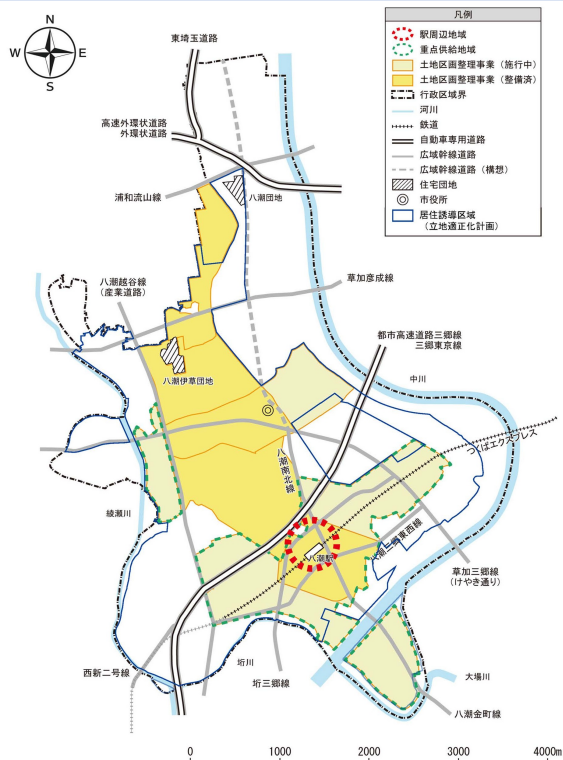 N
W
E
S
東埼玉道路
高速外環状道路
外環状道路
浦和流山線
八潮団地
八潮越谷線
(産業道路)
草加彦成線
都市高速道路三郷線
三郷東京線
八潮伊草団地
中川
八潮南北線
つくばエクスプレス
綾瀬川
八潮駅
八潮三郷東西線
草加三郷線
(けやき通り)
西新二号線
垳川
垳三郷線
大場川
八潮金町線
凡例
駅周辺地域
重点供給地域
土地区画整理事業(施行中)
土地区画整理事業(整備済)
行政区域界
河川
鉄道
自動車専用道路
広域幹線道路
広域幹線道路(構想)
住宅団地
市役所
居住誘導区域
(立地適正化計画)
0 1000 2000 3000 4000m